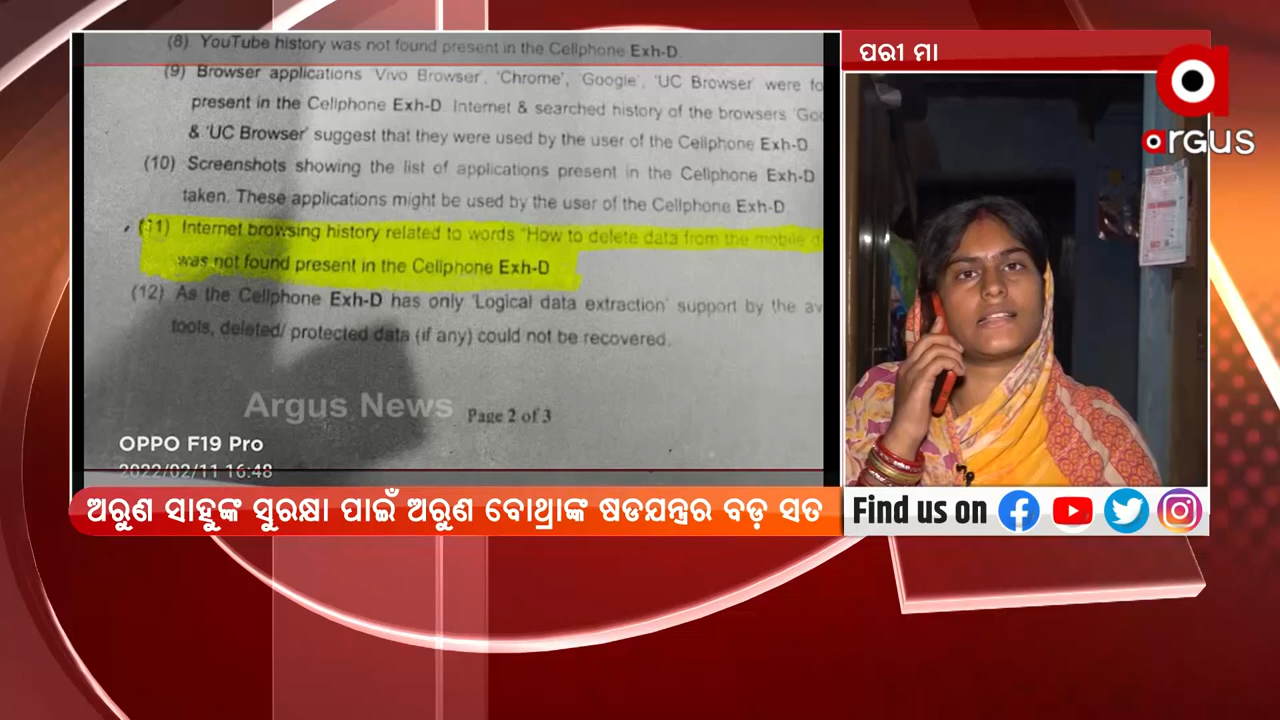 (8) YouTube history was not found present in the Cellphone Exh-D
(9) Browser applications 'Vivo Browser', 'Chrome', 'Google', 'UC Browser' were fo
present in the Cellphone Exh-D Internet & searched history of the browsers 'Goo
& 'UC Browser' suggest that they were used by the user of the Cellphone Exh-D
(10) Screenshots showing the list of applications present in the Cellphone Exh-D
taken. These applications might be used by the user of the Cellphone Exh-D
(11) Internet browsing history related to words "How to delete data from the mobile
was not found present in the Cellphone Exh-D
(12) As the Cellphone Exh-D has only 'Logical data extraction' support by the av
tools, deleted/ protected data (if any) could not be recovered.
Argus News
Page 2 of 3
OPPO F19 Pro
2022/02/11 16:48
ପରୀ ମା
argus
ଅରୁଣ ସାହୁଙ୍କ ସୁରକ୍ଷା ପାଇଁ ଅରୁଣ ବୋଥ୍ରାଙ୍କ ଷଡଯନ୍ତ୍ରର ବଡ଼ ସତ
Find us on